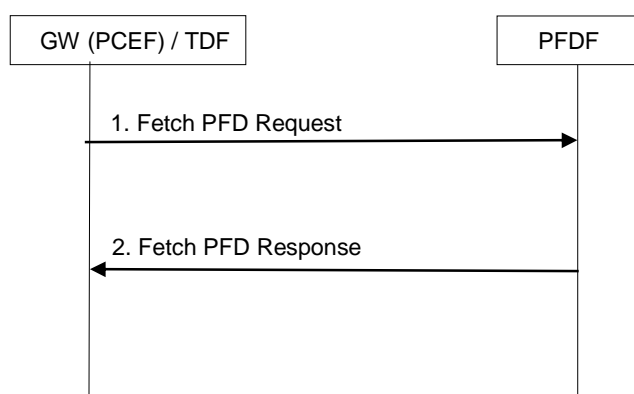 GW (PCEF) / TDF
PFDF
1. Fetch PFD Request
2. Fetch PFD Response